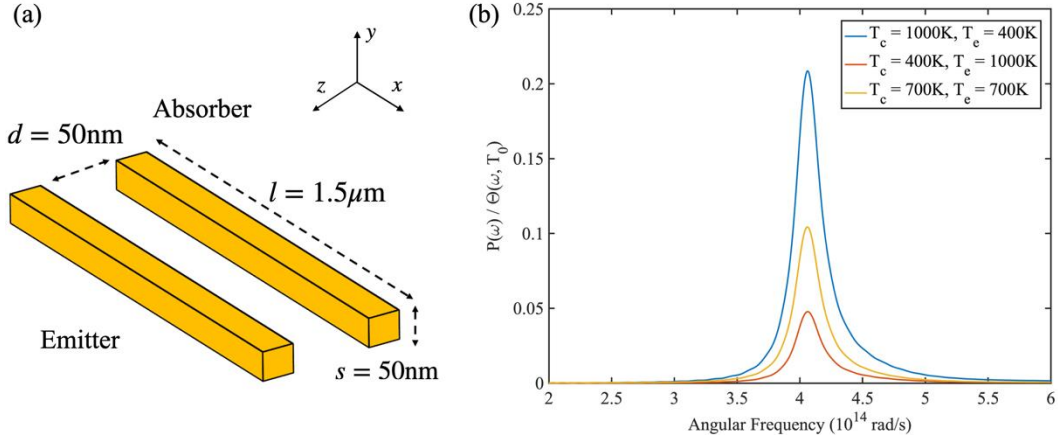 (a)
y
z
x
Absorber
d = 50nm
l = 1.5μm
Emitter
s = 50nm
(b)
0.25
0.2
0.15
0.1
0.05
0
P(ω) / Θ(ω, T_0)
T_c = 1000K, T_e = 400K
T_c = 400K, T_e = 1000K
T_c = 700K, T_e = 700K
2 2.5 3 3.5 4 4.5 5 5.5 6
Angular Frequency (10^14 rad/s)